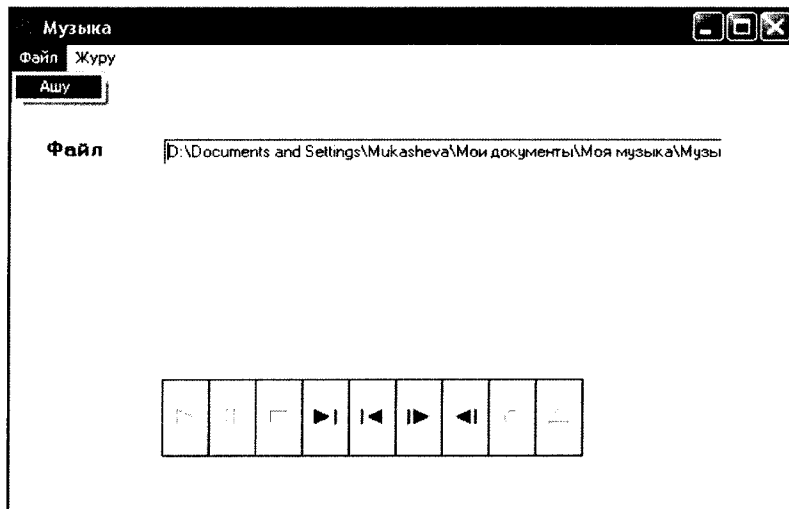 Музыка
Файл Журу
Ашу
Файл D:\Documents and Settings\Mukasheva\Мои документы\Моя музыка\Музы